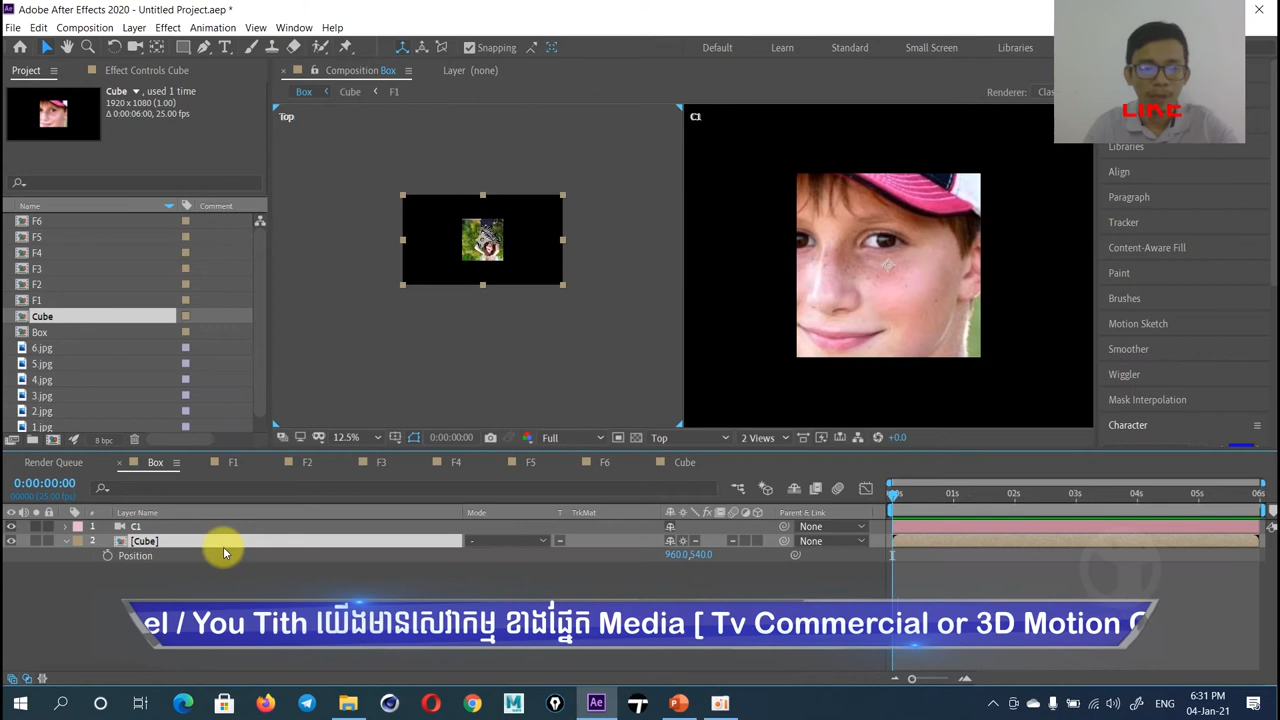 Adobe After Effects 2020 - Untitled Project.aep *
File Edit Composition Layer Effect Animation View Window Help
Snapping Default Learn Standard Small Screen Libraries
Project Effect Controls Cube Composition Box Layer (none)
Cube , used 1 time
1920 x 1080 (1.00)
Δ 0:00:06:00, 25.00 fps)
Box Cube F1 Renderer:
Top
C1
LIKE
Libraries
Align
Paragraph
Tracker
Content-Aware Fill
Paint
Brushes
Motion Sketch
Smoother
Wiggler
Mask Interpolation
Character
Name Comment
F6
F5
F4
F3
F2
F1
Cube
Box
6.jpg
5.jpg
4.jpg
3.jpg
2.jpg
1.jpg
8 bpc
12.5% 0:00:00:00 Full Top 2 Views +0.0
Render Queue Box F1 F2 F3 F4 F5 F6 Cube
0:00:00:00
00000 (25.00 fps)
01s 02s 03s 04s 05s 06s
# Layer Name Mode T TrkMat Parent & Link
1 C1 None
2 [Cube] - None
Position 960.0,540.0
el / You Tith យើងមានសេវាកម្ម ខាងផ្នែត Media [ Tv Commercial or 3D Motion
ENG 6:31 PM
04-Jan-21